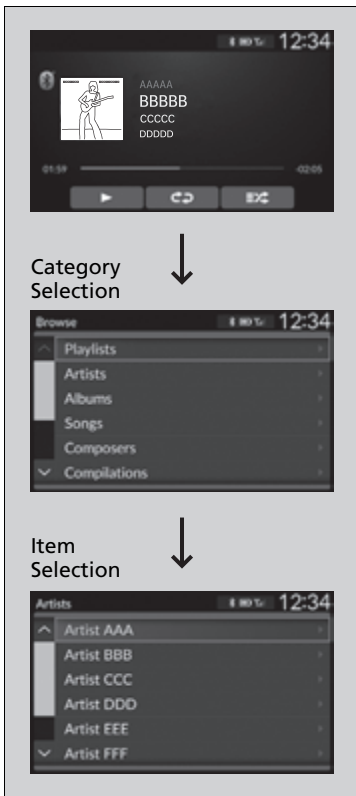 12:34
AAAAA
BBBBB
CCCCC
DDDDD
01:59 -02:05
Category
Selection
Browse 12:34
Playlists
Artists
Albums
Songs
Composers
Compilations
Item
Selection
Artists 12:34
Artist AAA
Artist BBB
Artist CCC
Artist DDD
Artist EEE
Artist FFF